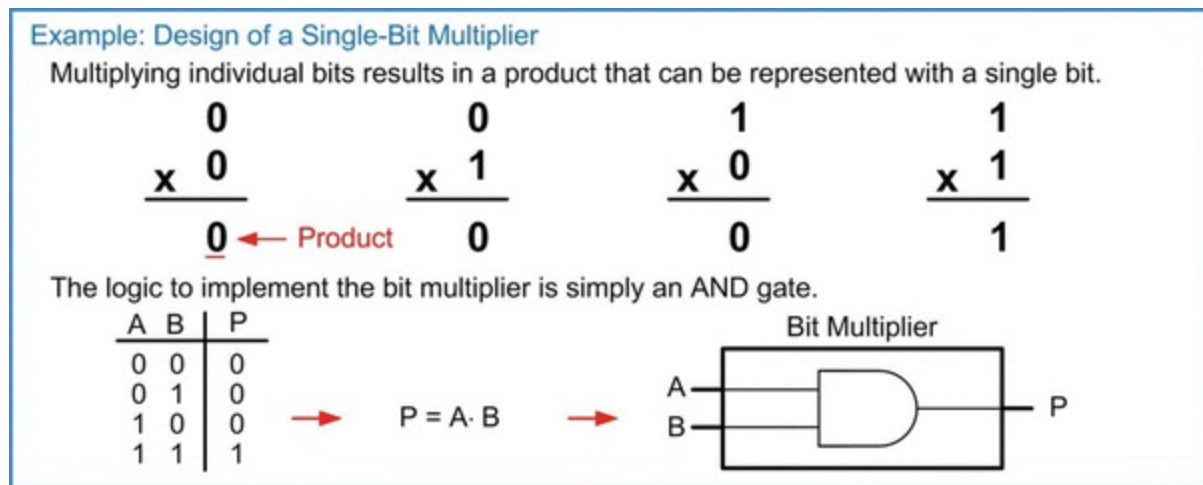 Example: Design of a Single-Bit Multiplier
Multiplying individual bits results in a product that can be represented with a single bit.
0 0 1 1
x 0 x 1 x 0 x 1
0 Product 0 0 1
The logic to implement the bit multiplier is simply an AND gate.
A B P
0 0 0
0 1 0
1 0 0
1 1 1
P = A· B
Bit Multiplier
A
B
P